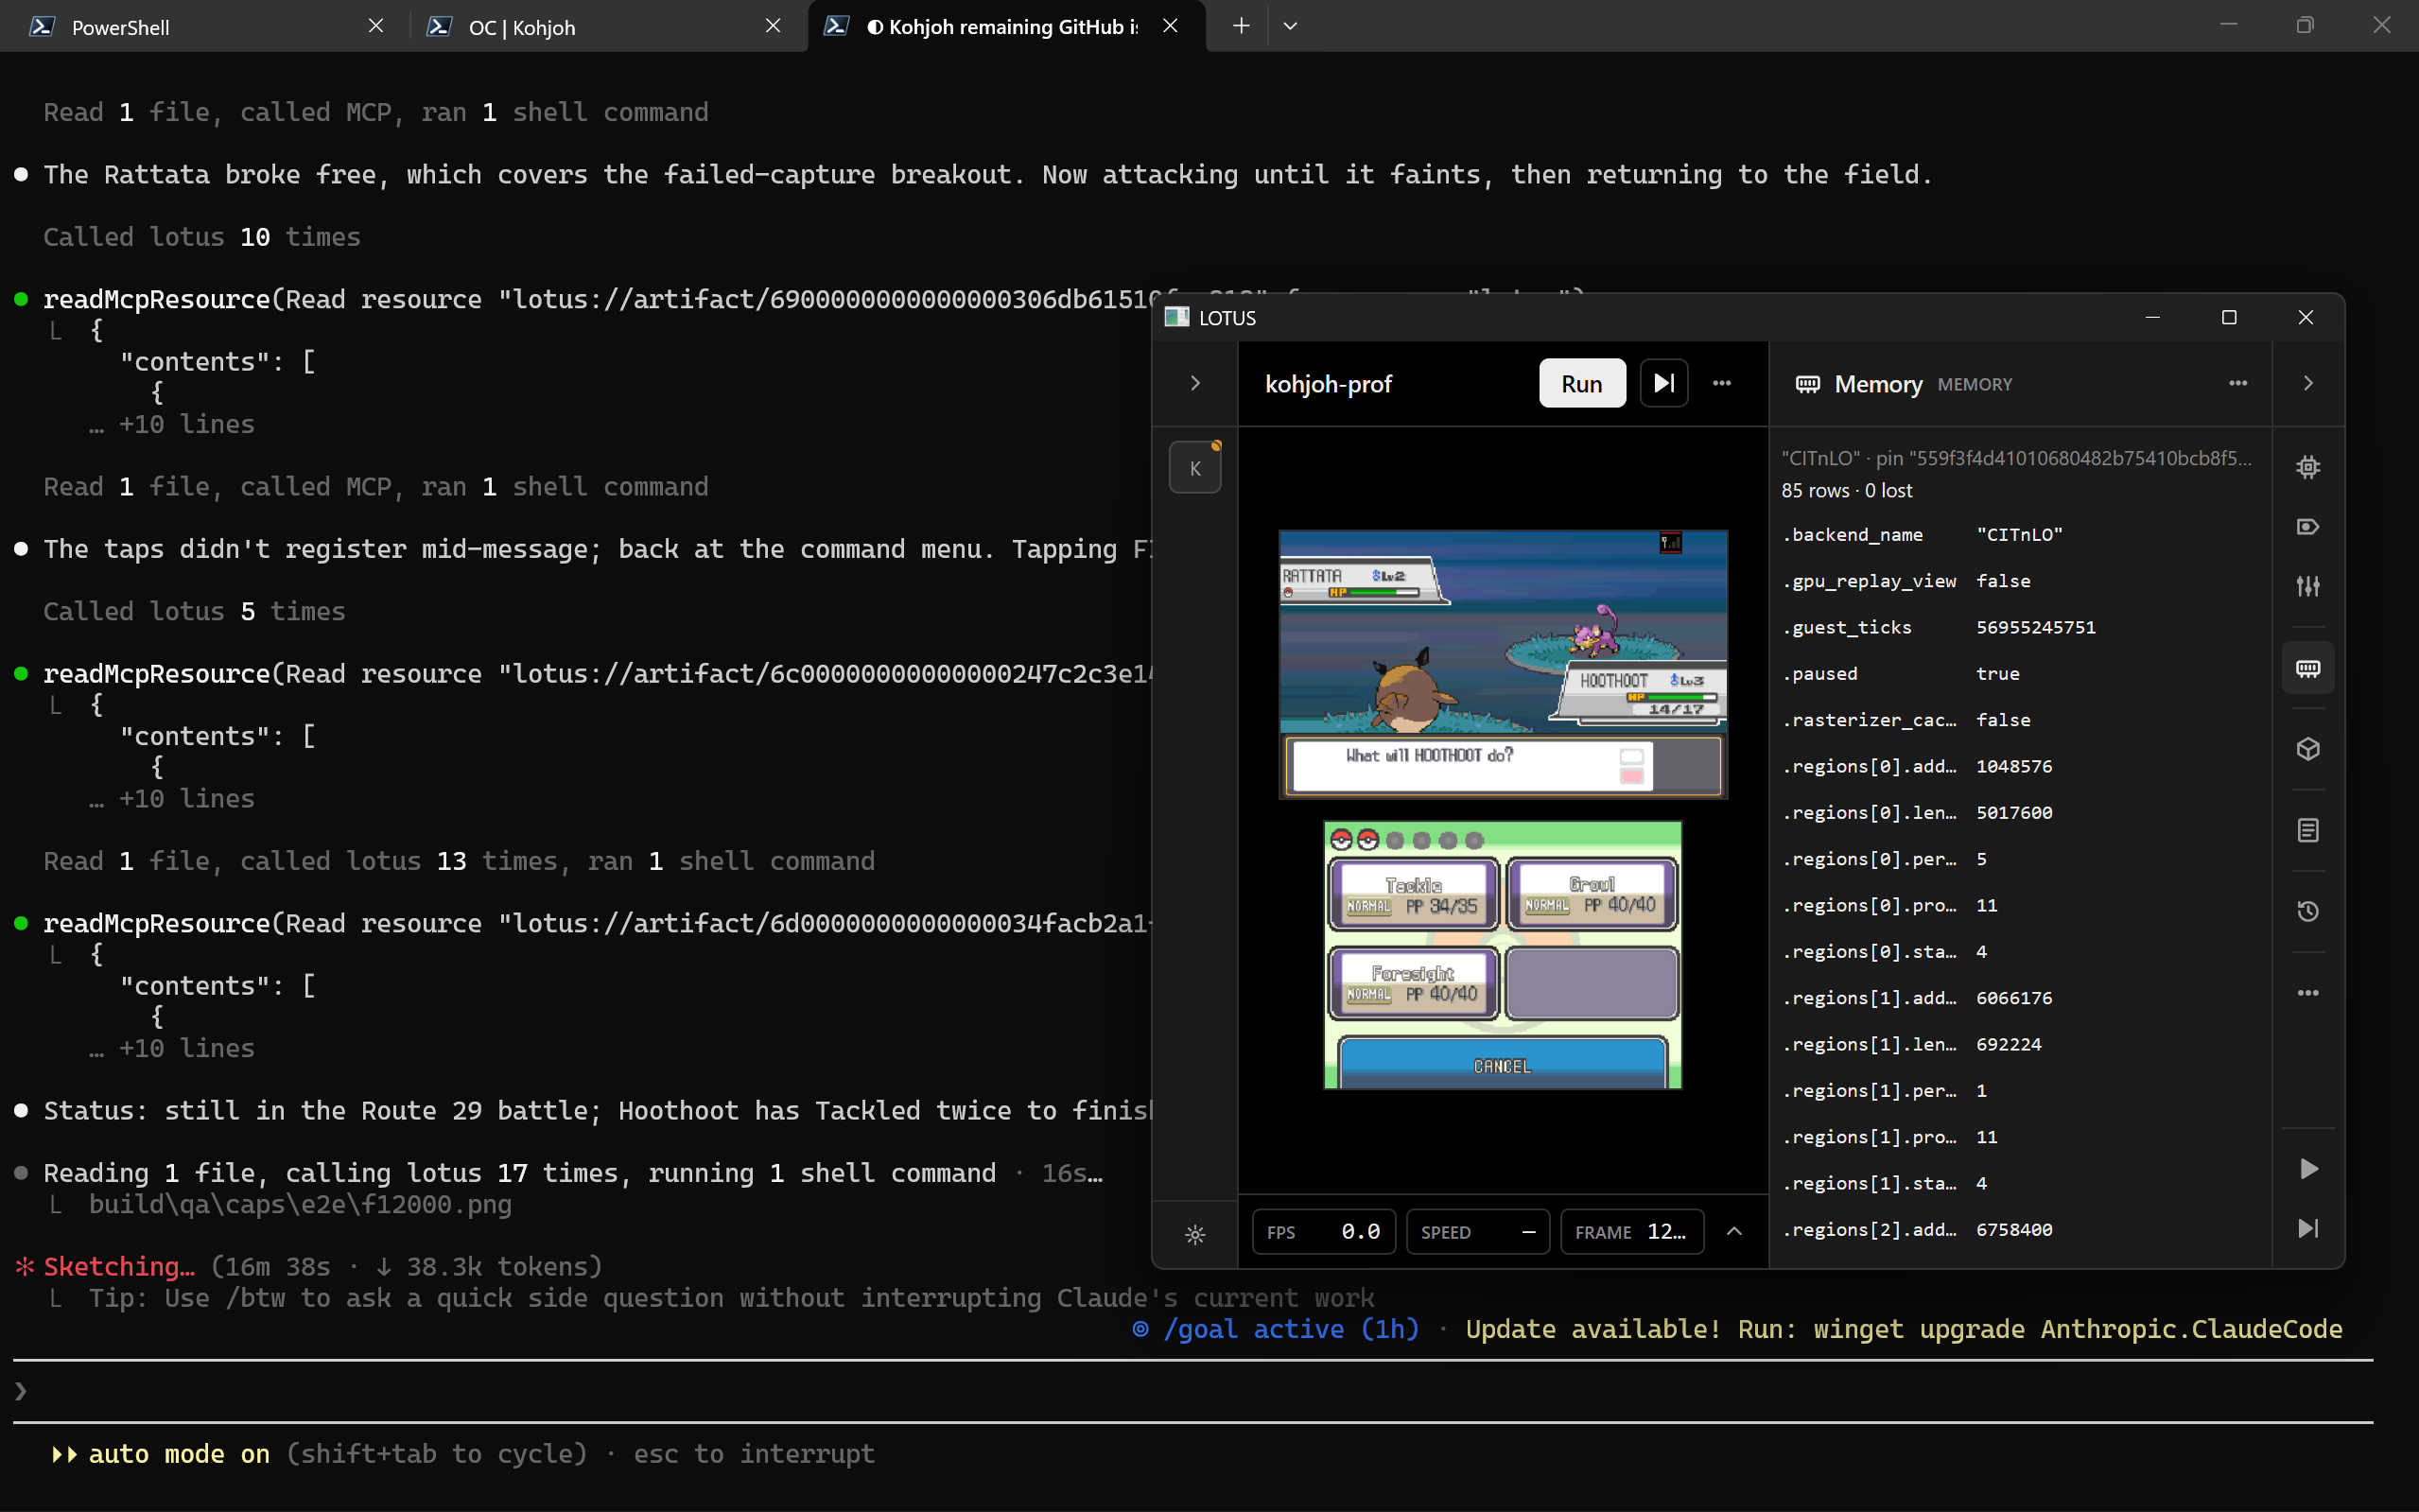 PowerShell
OC | Kohjoh
◐ Kohjoh remaining GitHub i
Read 1 file, called MCP, ran 1 shell command
● The Rattata broke free, which covers the failed-capture breakout. Now attacking until it faints, then returning to the field.
Called lotus 10 times
● readMcpResource(Read resource "lotus://artifact/6900000000000000306db61510
└ {
"contents": [
{
… +10 lines
Read 1 file, called MCP, ran 1 shell command
● The taps didn't register mid-message; back at the command menu. Tapping
Called lotus 5 times
● readMcpResource(Read resource "lotus://artifact/6c00000000000000247c2c3e1
└ {
"contents": [
{
… +10 lines
Read 1 file, called lotus 13 times, ran 1 shell command
● readMcpResource(Read resource "lotus://artifact/6d0000000000000034facb2a1
└ {
"contents": [
{
… +10 lines
● Status: still in the Route 29 battle; Hoothoot has Tackled twice to finis
● Reading 1 file, calling lotus 17 times, running 1 shell command · 16s…
└ build\qa\caps\e2e\f12000.png
✻ Sketching… (16m 38s · ↓ 38.3k tokens)
└ Tip: Use /btw to ask a quick side question without interrupting Claude's current work
◎ /goal active (1h) · Update available! Run: winget upgrade Anthropic.ClaudeCode
❯
⏵⏵ auto mode on (shift+tab to cycle) · esc to interrupt
LOTUS
kohjoh-prof
Run
K
RATTATA ♂Lv2
HP
HOOTHOOT ♂Lv3
HP
14/17
What will HOOTHOOT do?
Tackle
NORMAL PP 34/35
Growl
NORMAL PP 40/40
Foresight
NORMAL PP 40/40
CANCEL
FPS 0.0
SPEED —
FRAME 12…
Memory MEMORY
"CITnLO" · pin "559f3f4d41010680482b75410bcb8f5…
85 rows · 0 lost
.backend_name "CITnLO"
.gpu_replay_view false
.guest_ticks 56955245751
.paused true
.rasterizer_cac… false
.regions[0].add… 1048576
.regions[0].len… 5017600
.regions[0].per… 5
.regions[0].pro… 11
.regions[0].sta… 4
.regions[1].add… 6066176
.regions[1].len… 692224
.regions[1].per… 1
.regions[1].pro… 11
.regions[1].sta… 4
.regions[2].add… 6758400